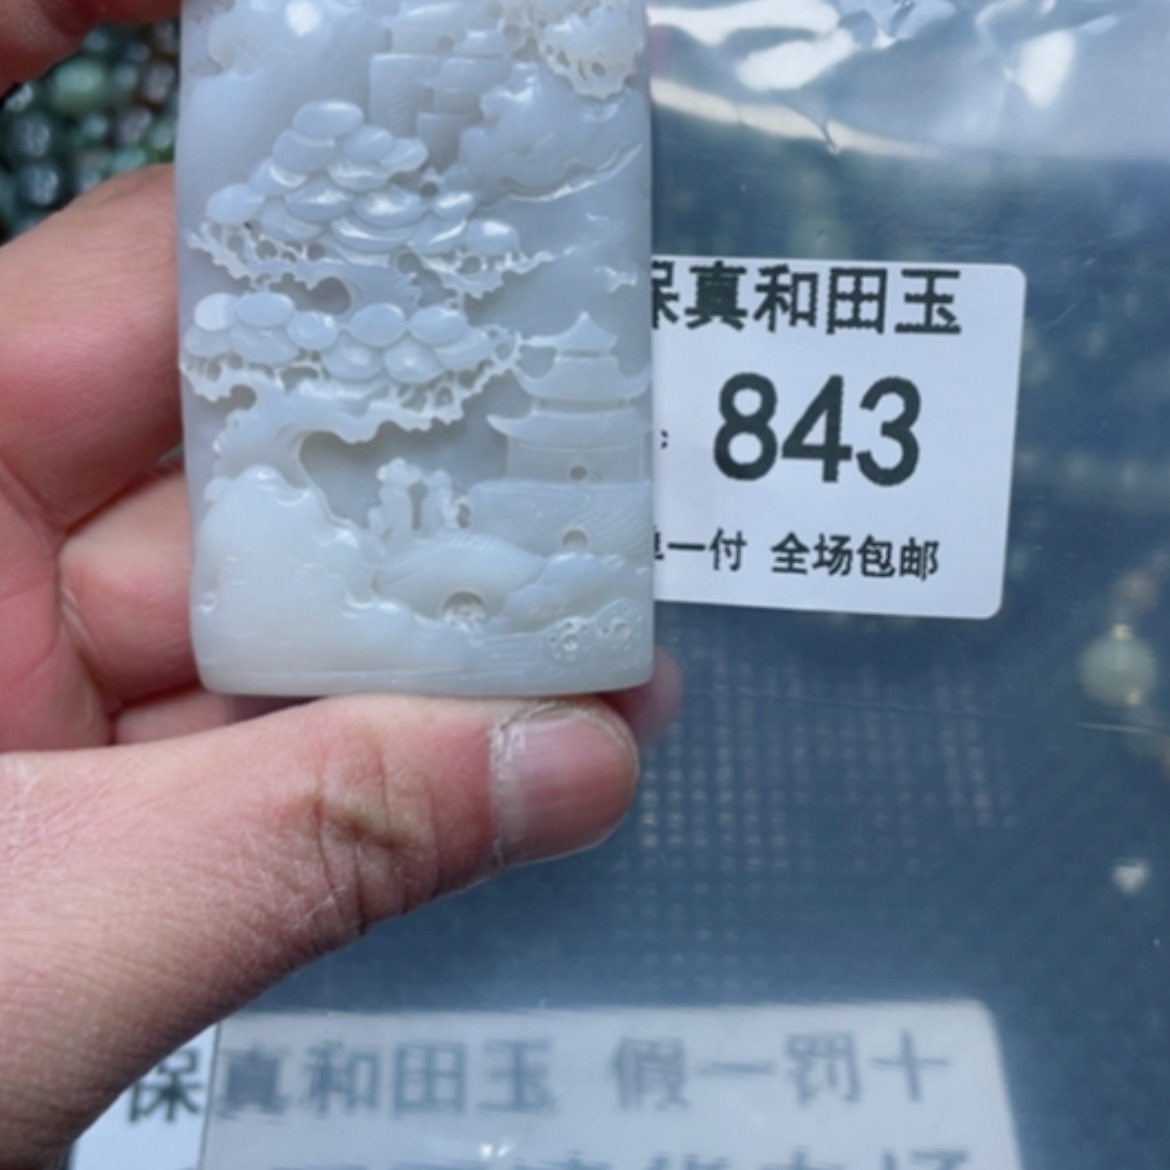 保真和田玉
843
单一付 全场包邮
保真和田玉 假一罚十